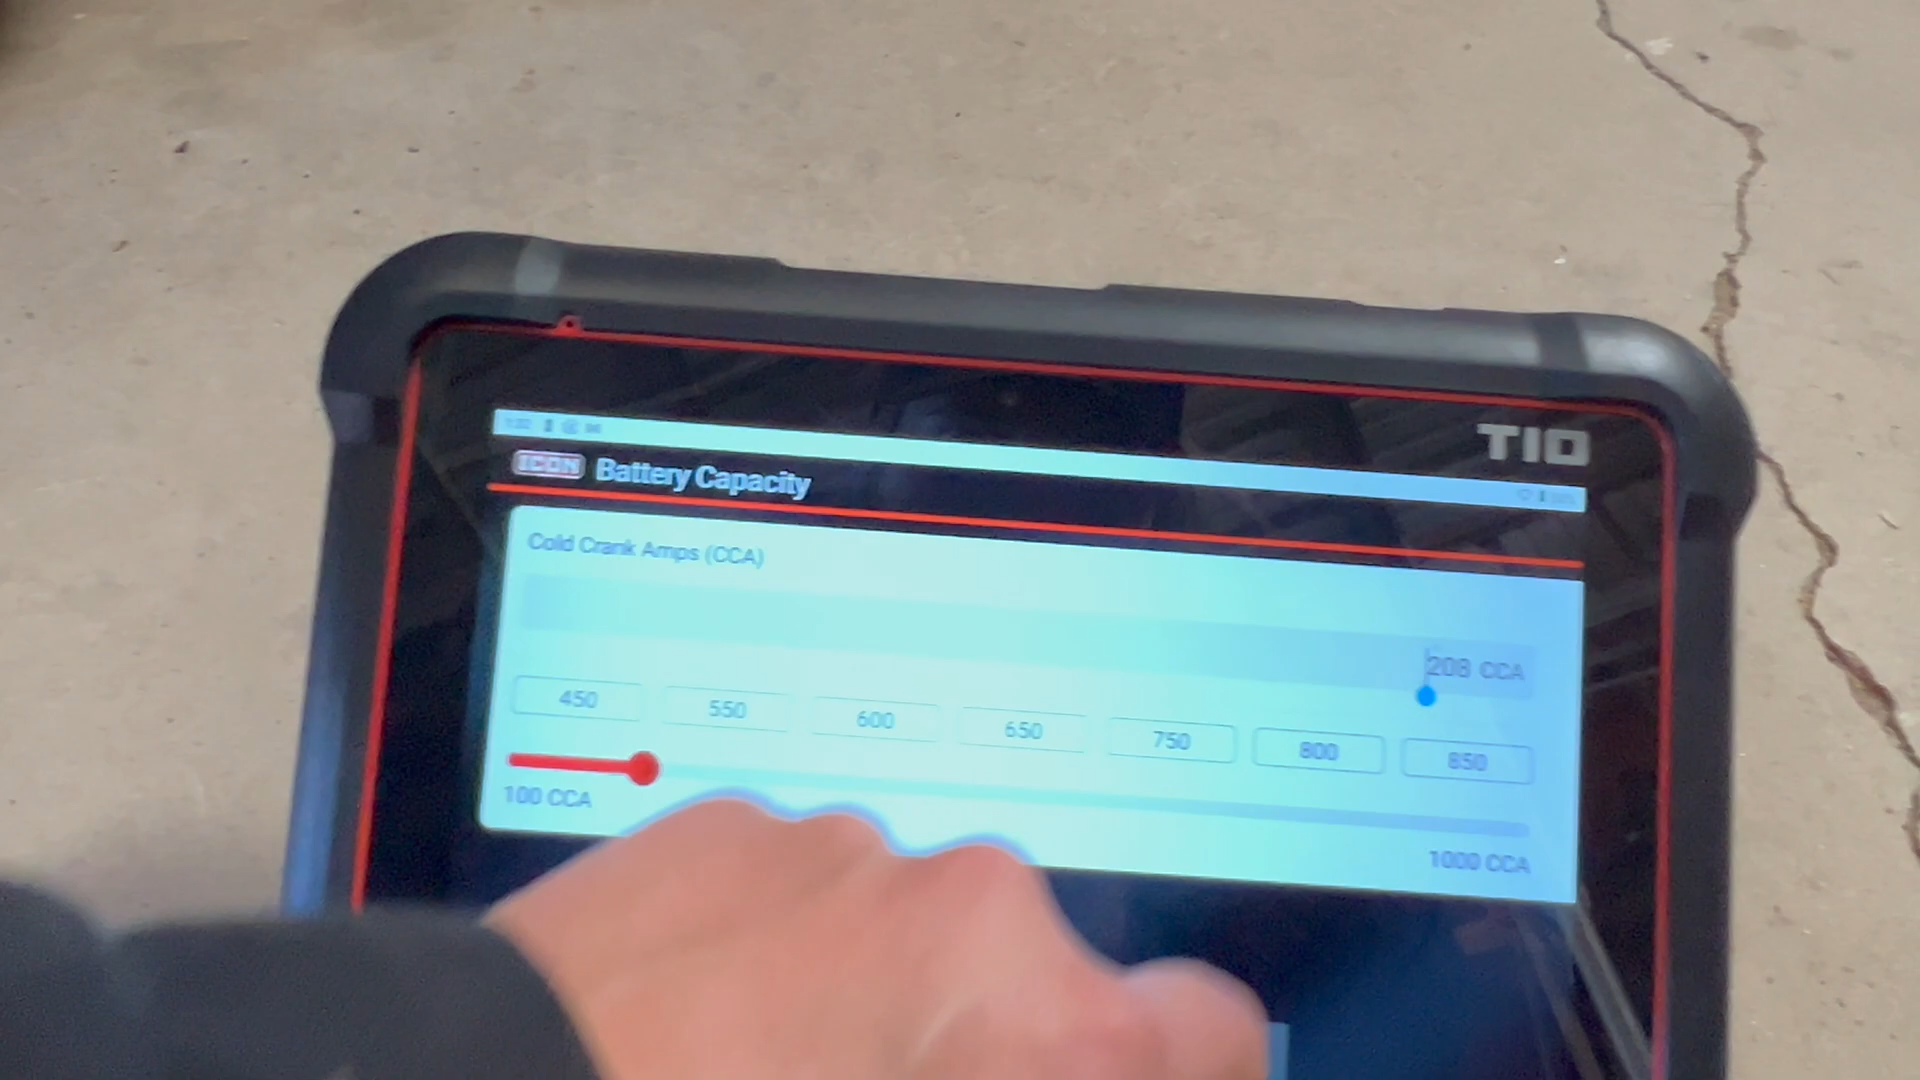 T10
ICON Battery Capacity
Cold Crank Amps (CCA)
208 CCA
450 550 600 650 750 800 850
100 CCA
1000 CCA